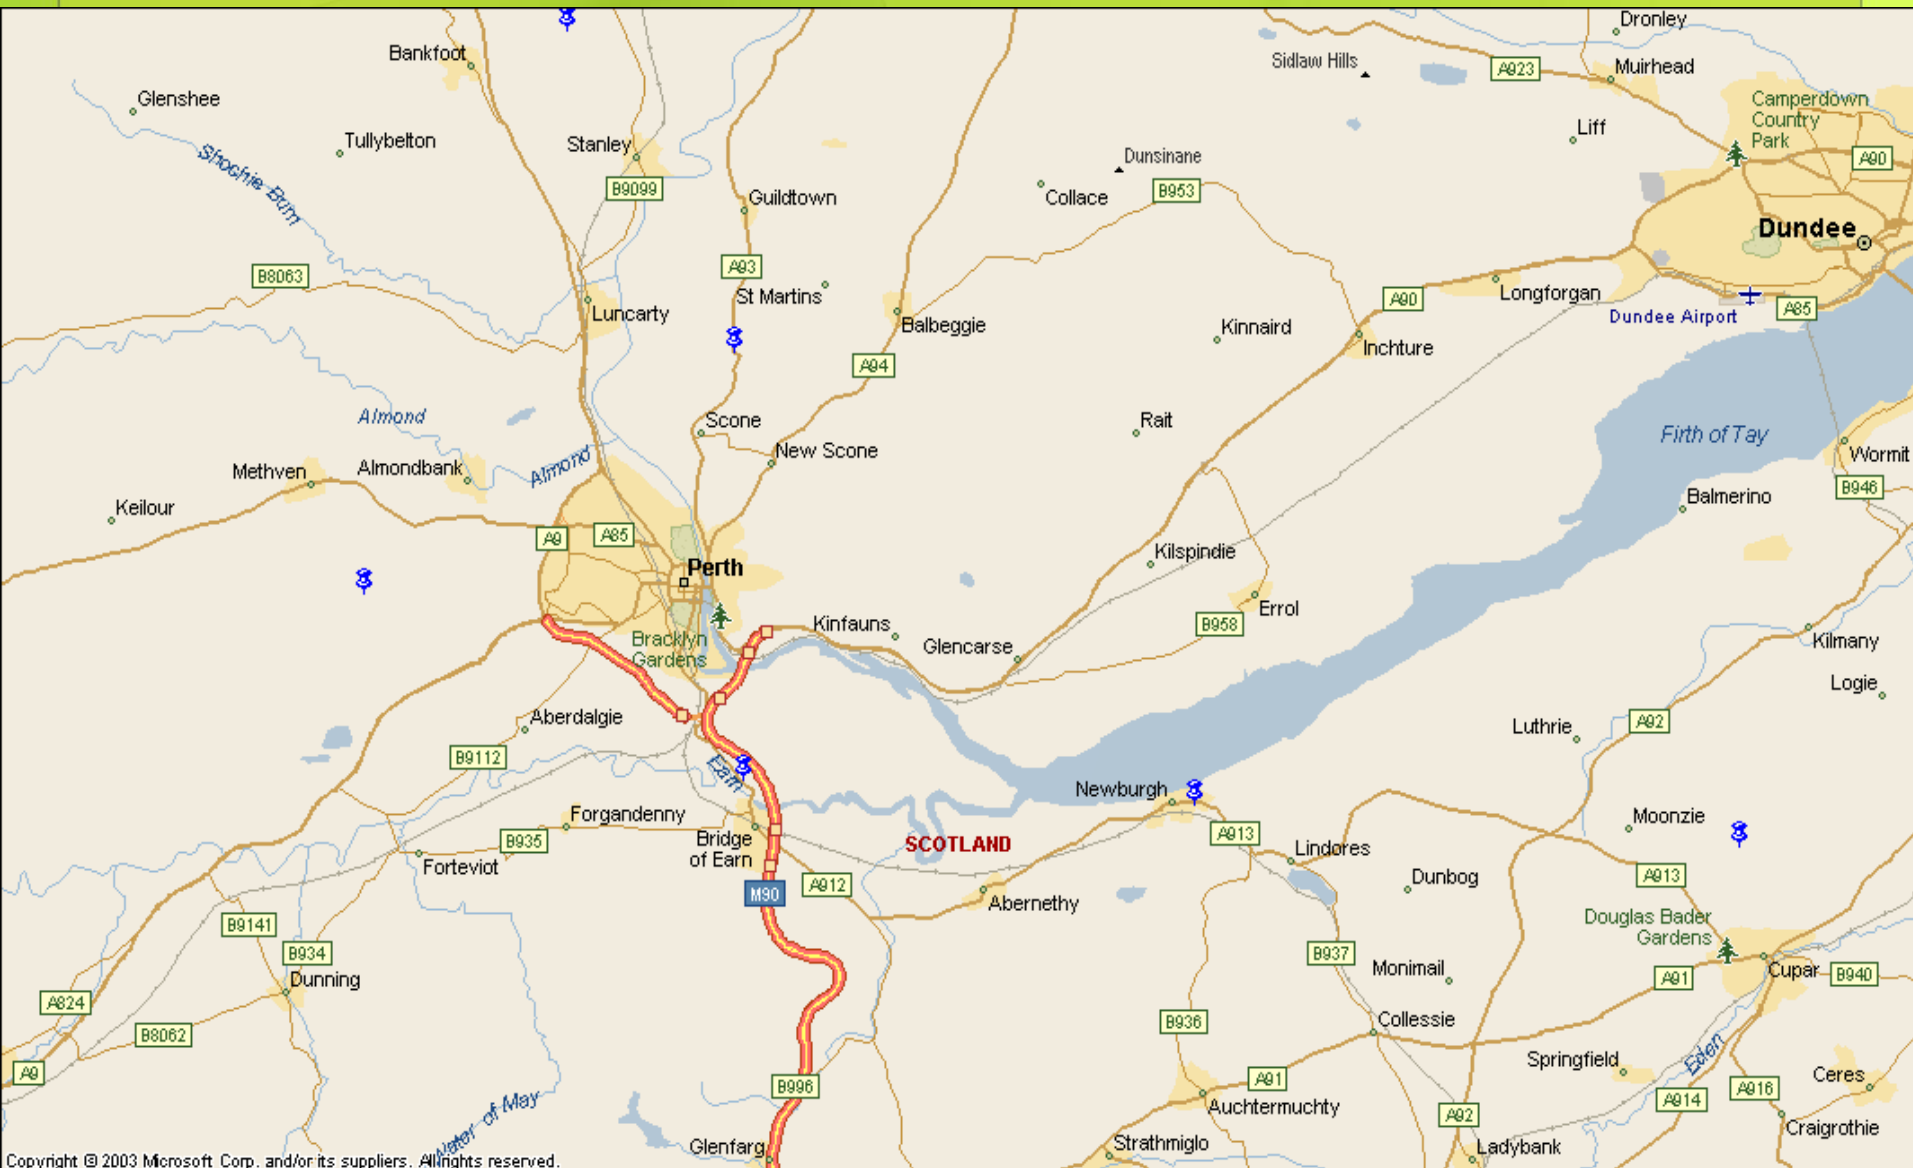 Dronley
Bankfoot
Sidlaw Hills
A923
Muirhead
Glenshee
Camperdown
Country
Park
Tullybelton
Stanley
Liff
Shochie Burn
Dunsinane
A90
B9099
Guildtown
Collace
B953
Dundee
B8063
A93
St Martins
Luncarty
Balbeggie
Kinnaird
A90
Longforgan
Dundee Airport
A85
Inchture
A94
Almond
Scone
Rait
Firth of Tay
New Scone
Wormit
Methven
Almondbank
Almond
B946
Keilour
Balmerino
A9
A85
Kilspindie
Perth
Errol
Kinfauns
B958
Bracklyn
Gardens
Glencarse
Kilmany
Logie
Aberdalgie
Luthrie
A92
B9112
Earn
Newburgh
Forgandenny
Moonzie
B935
Bridge
of Earn
SCOTLAND
A913
Lindores
Forteviot
M90
A912
Abernethy
Dunbog
A913
Douglas Bader
Gardens
B9141
B934
B937
Monimail
Cupar
B940
A91
Dunning
A824
B8062
B936
Collessie
A9
Springfield
Eden
Ceres
B996
A91
A916
A914
Water of May
Auchtermuchty
A92
Craigrothie
Glenfarg
Strathmiglo
Ladybank
Copyright © 2003 Microsoft Corp. and/or its suppliers. All rights reserved.